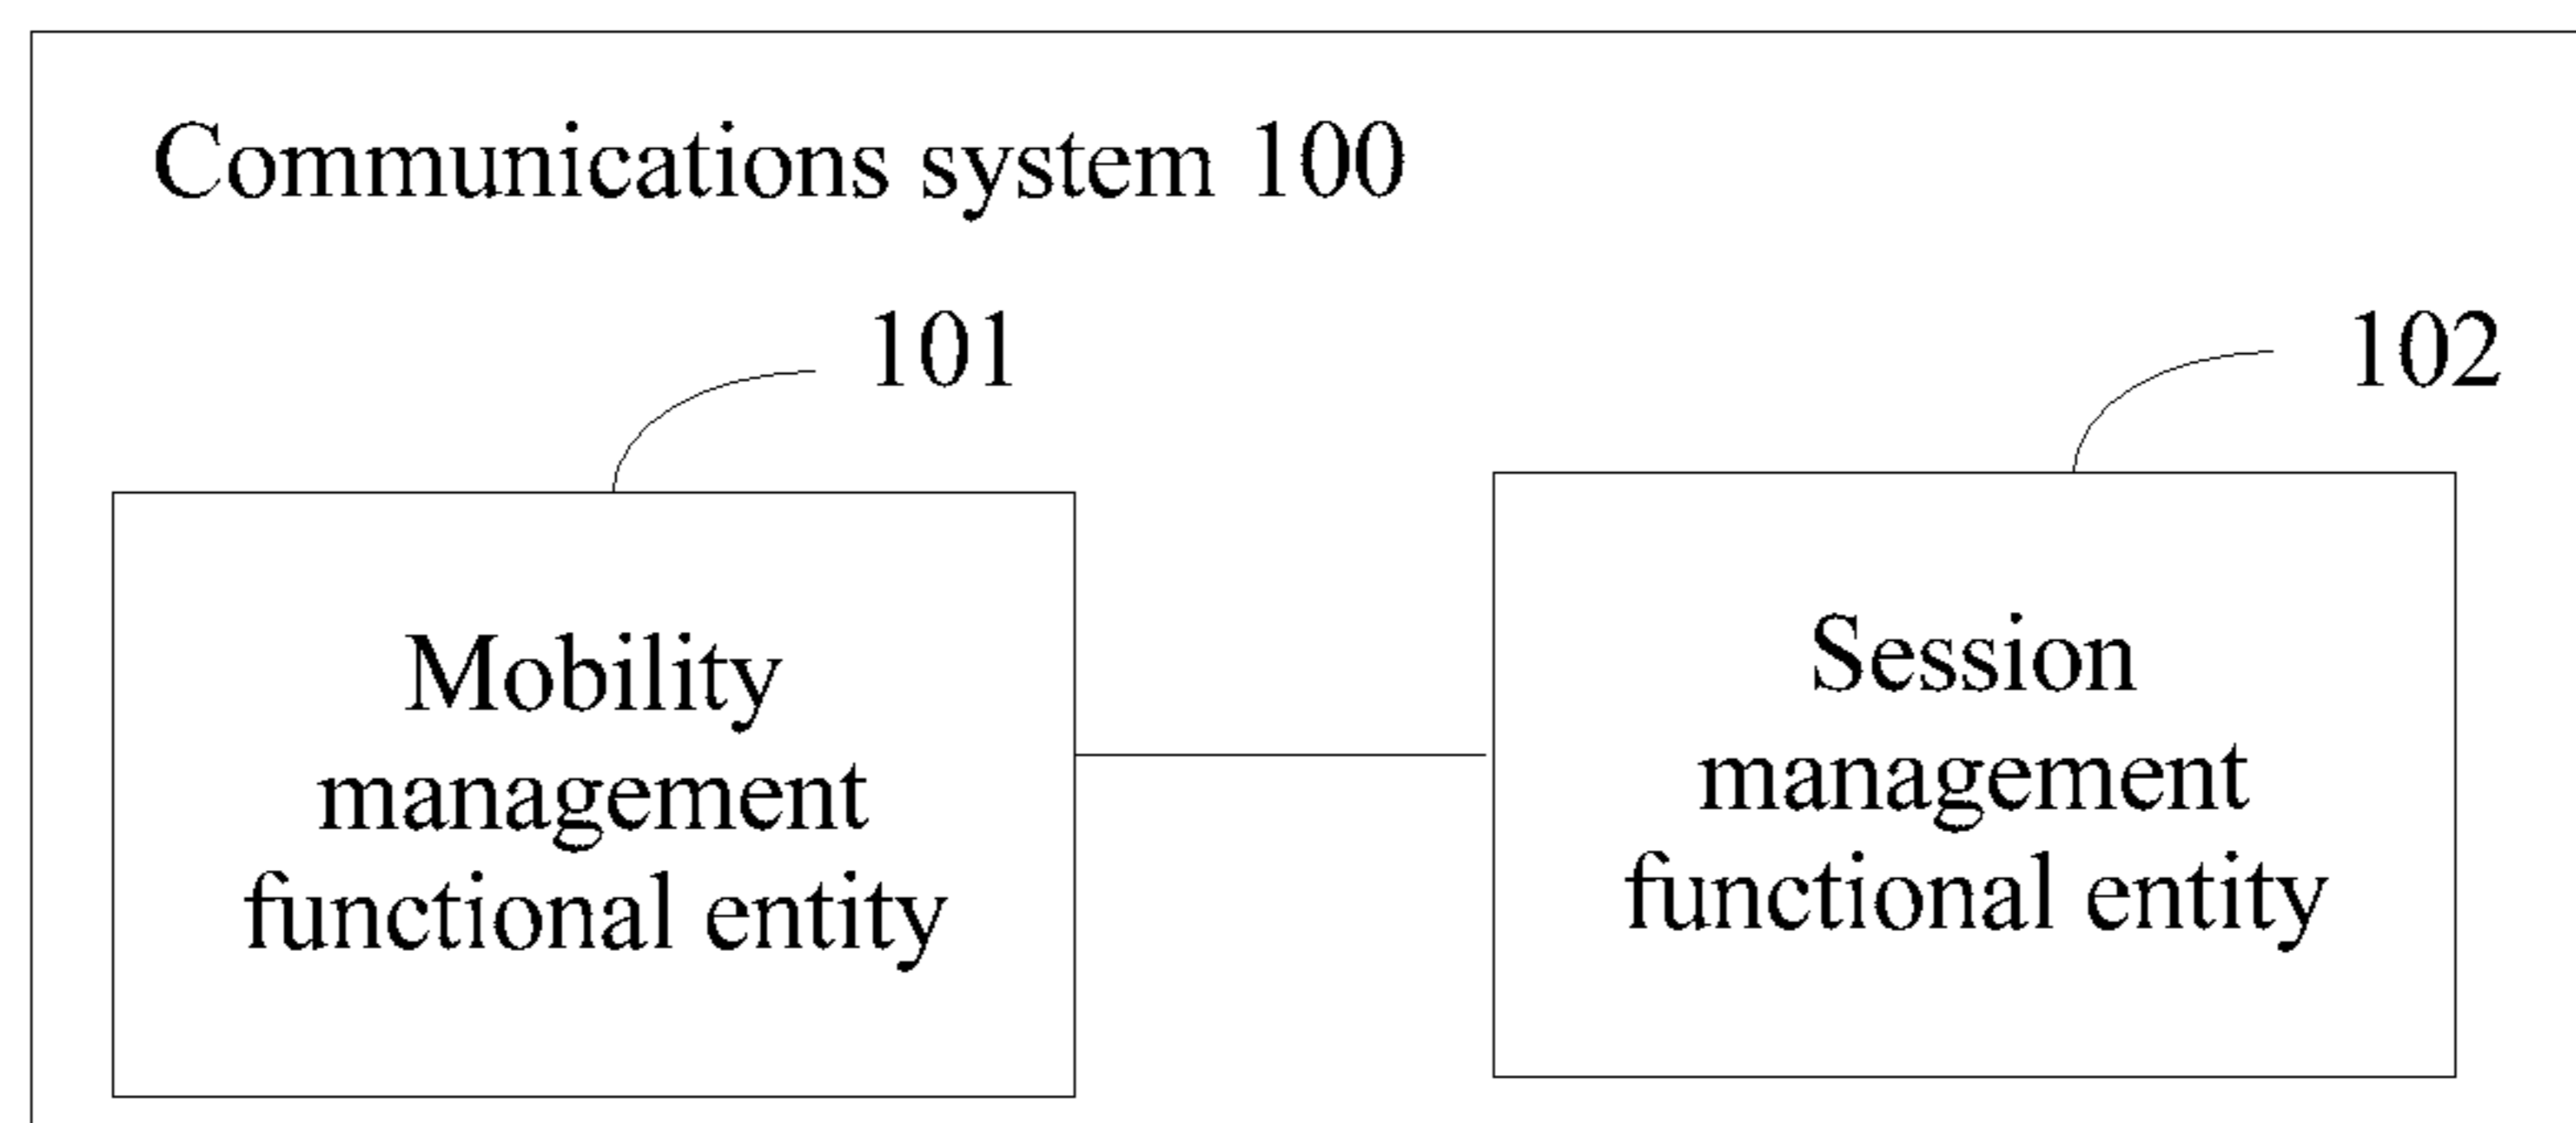 Communications system 100
101
102
Mobility
management
functional entity
Session
management
functional entity